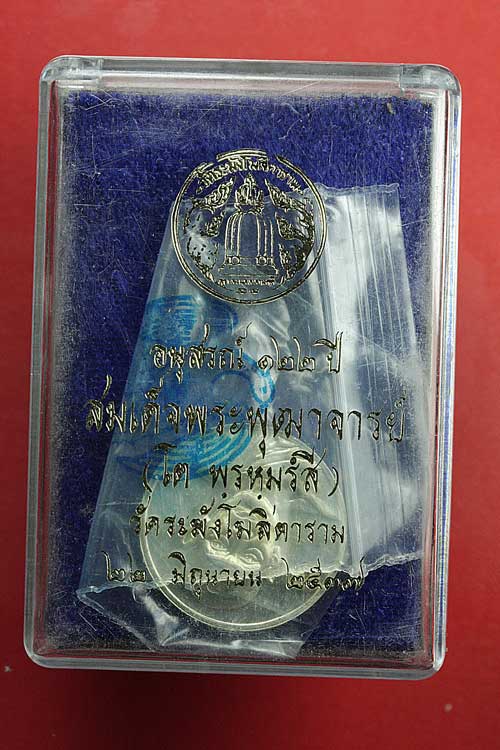 อนุสรณ์ ๑๒๒ ปี
สมเด็จพระพุฒาจารย์
(โต พรหมรังสี)
วัดระฆังโฆสิตาราม
๒๒ มิถุนายน ๒๕๓๗